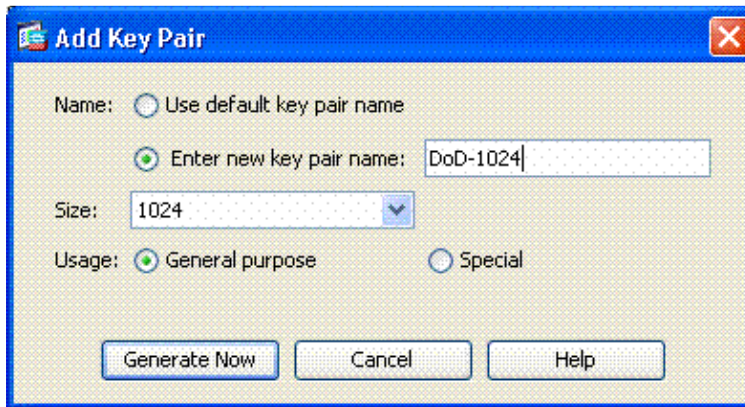 Add Key Pair
Name: Use default key pair name
Enter new key pair name: DoD-1024
Size: 1024
Usage: General purpose Special
Generate Now Cancel Help